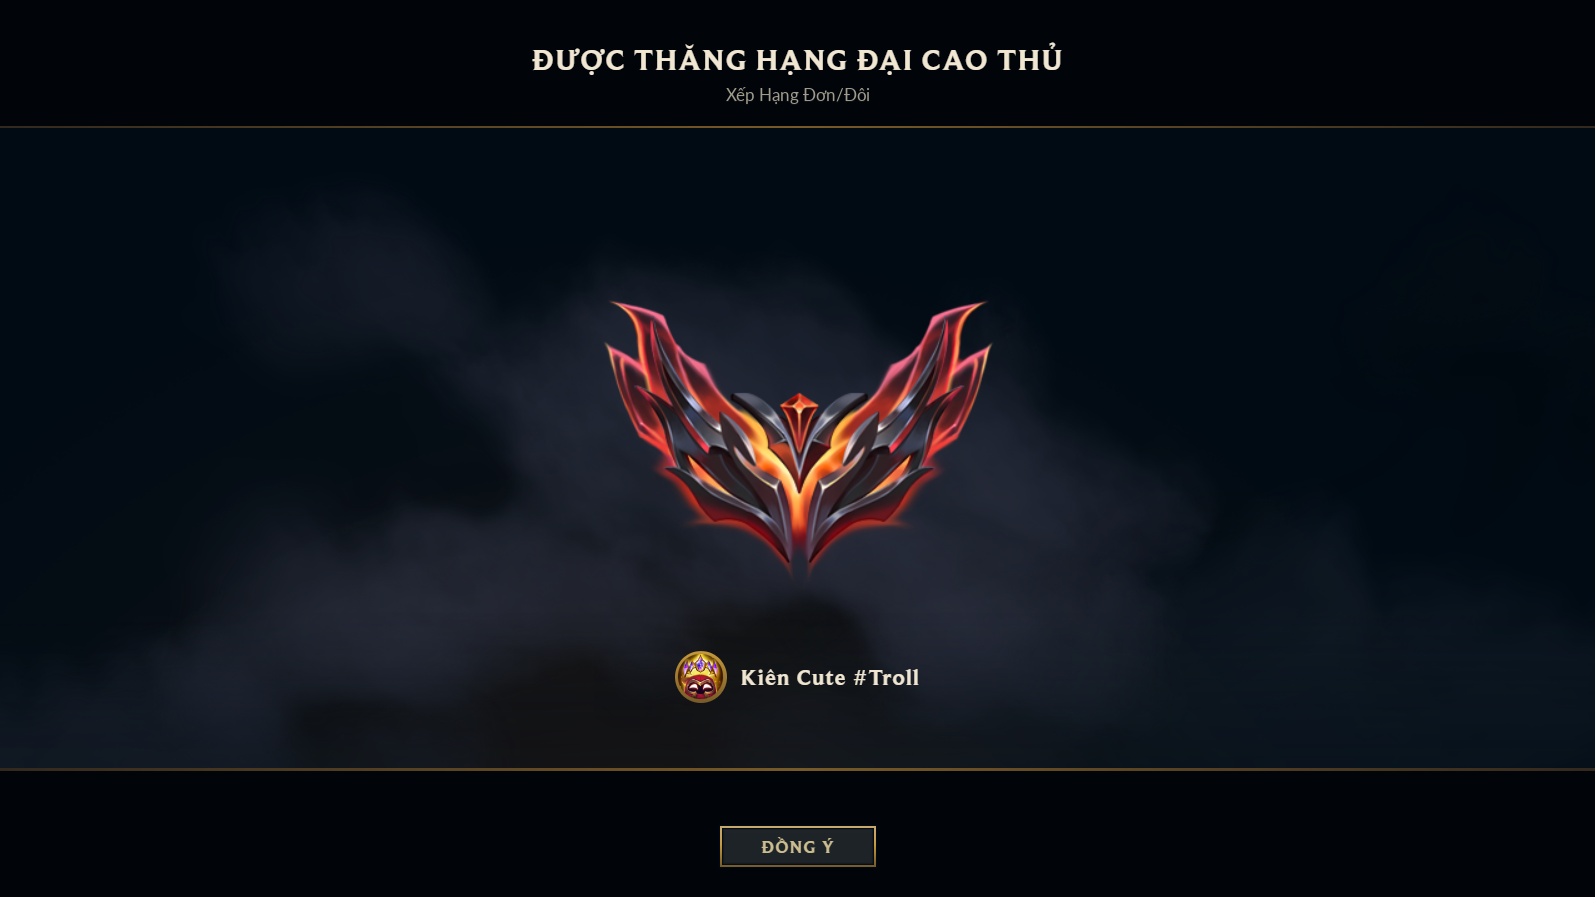 ĐƯỢC THĂNG HẠNG ĐẠI CAO THỦ
Xếp Hạng Đơn/Đôi
Kiên Cute #Troll
ĐỒNG Ý